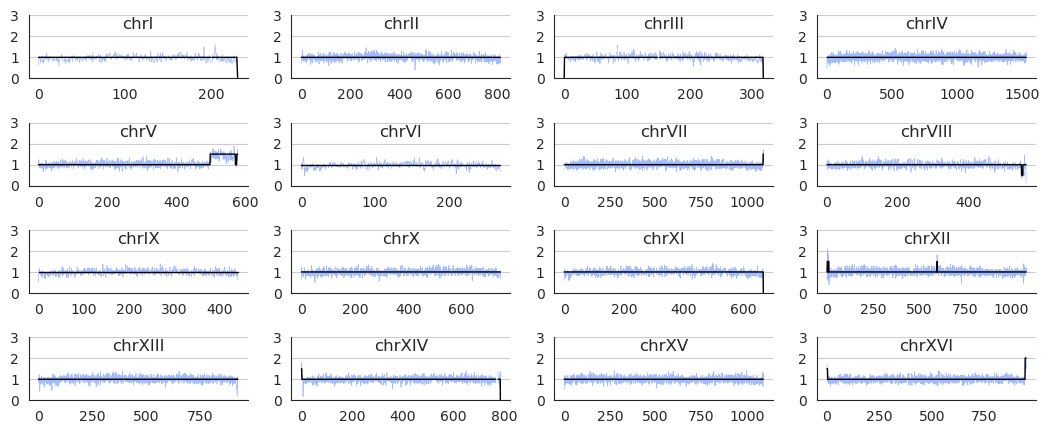 chrI chrII chrIII chrIV
3 3 3 3
2 2 2 2
1 1 1 1
0 0 0 0
0 100 200 0 200 400 600 800 0 100 200 300 0 500 1000 1500
chrV chrVI chrVII chrVIII
3 3 3 3
2 2 2 2
1 1 1 1
0 0 0 0
0 200 400 600 0 100 200 0 250 500 750 1000 0 200 400
chrIX chrX chrXI chrXII
3 3 3 3
2 2 2 2
1 1 1 1
0 0 0 0
0 100 200 300 400 0 200 400 600 0 200 400 600 0 250 500 750 1000
chrXIII chrXIV chrXV chrXVI
3 3 3 3
2 2 2 2
1 1 1 1
0 0 0 0
0 250 500 750 0 200 400 600 800 0 250 500 750 1000 0 250 500 750